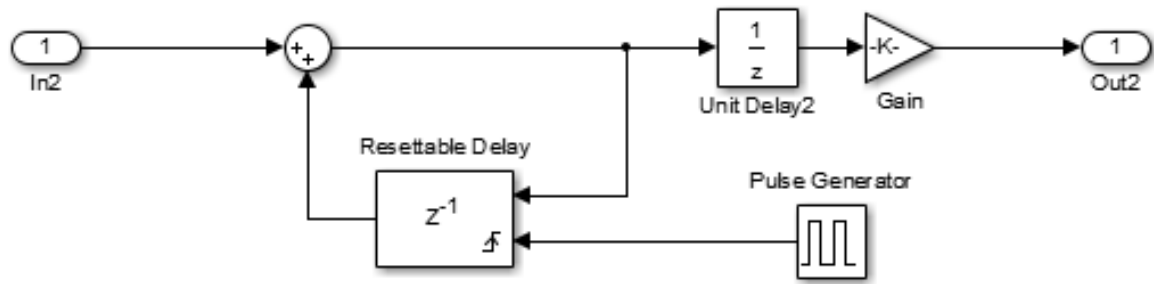 1
In2
+
+
1
z
Unit Delay2
-K-
Gain
1
Out2
Resettable Delay
z⁻¹
Pulse Generator